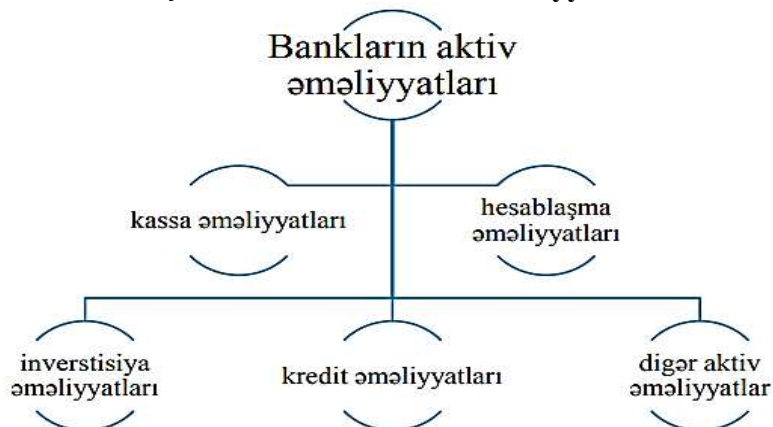 Bankların aktiv
əməliyyatları
kassa əməliyyatları
hesablaşma
əməliyyatları
inverstisiya
əməliyyatları
kredit əməliyyatları
digər aktiv
əməliyyatlar